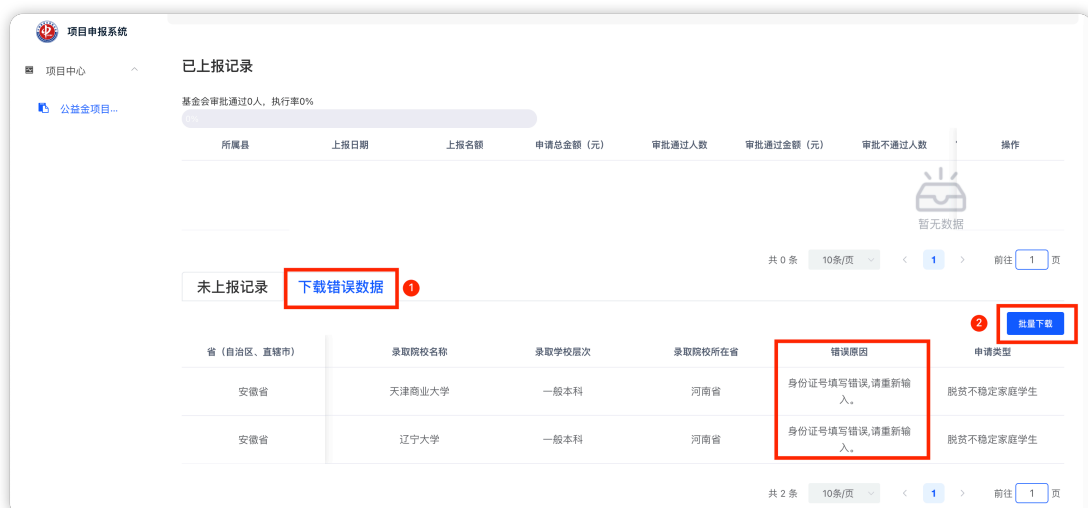 项目申报系统
项目中心
公益金项目...
已上报记录
基金会审批通过0人，执行率0%
0%
所属县 上报日期 上报名额 申请总金额（元） 审批通过人数 审批通过金额（元） 审批不通过人数 操作
暂无数据
共 0 条 10条/页 1 前往 1 页
未上报记录 下载错误数据 1
2 批量下载
省（自治区、直辖市） 录取院校名称 录取学校层次 录取院校所在省 错误原因 申请类型
安徽省 天津商业大学 一般本科 河南省 身份证号填写错误,请重新输入。 脱贫不稳定家庭学生
安徽省 辽宁大学 一般本科 河南省 身份证号填写错误,请重新输入。 脱贫不稳定家庭学生
共 2 条 10条/页 1 前往 1 页